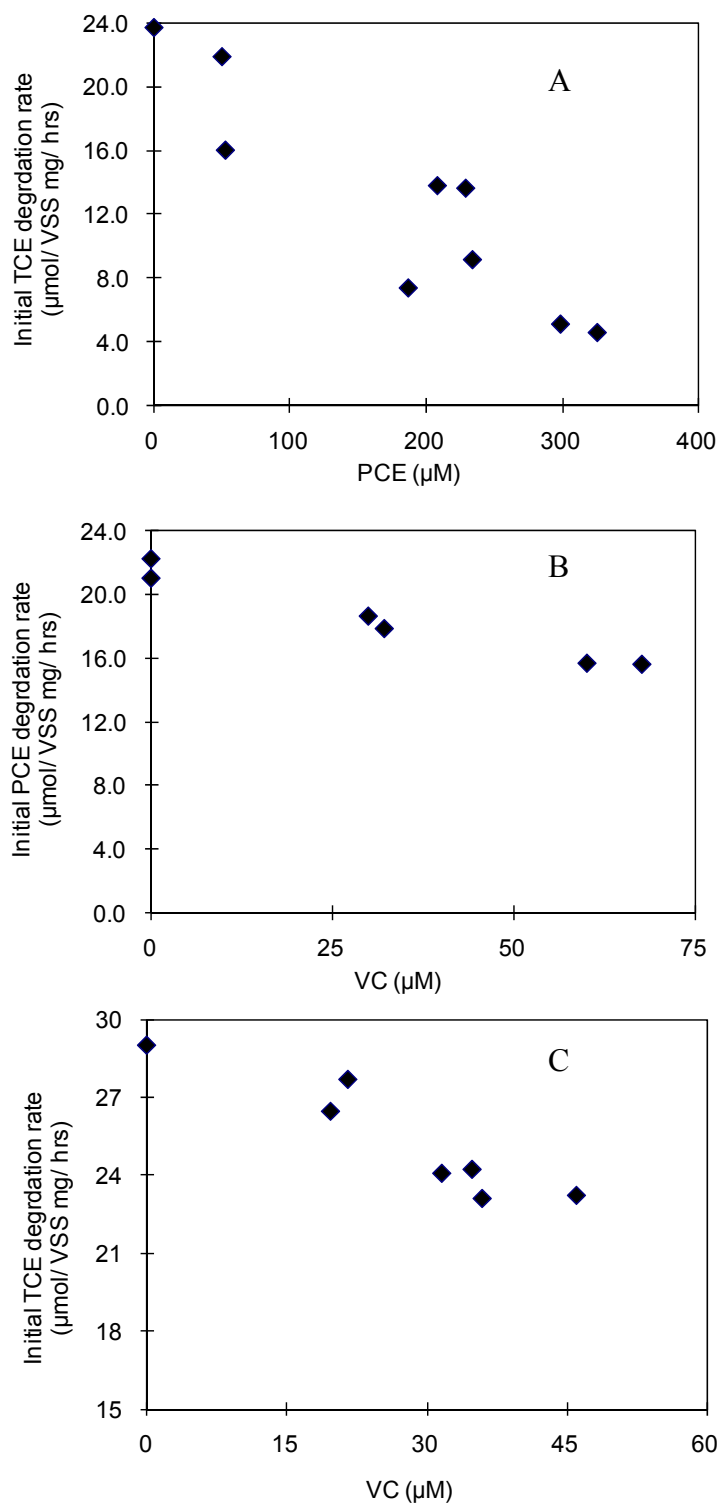 24.0
20.0
16.0
12.0
8.0
4.0
0.0
Initial TCE degrdation rate
(µmol/ VSS mg/ hrs)
A
0 100 200 300 400
PCE (µM)
24.0
20.0
16.0
12.0
8.0
4.0
0.0
Initial PCE degrdation rate
(µmol/ VSS mg/ hrs)
B
0 25 50 75
VC (µM)
30
27
24
21
18
15
Initial TCE degrdation rate
(µmol/ VSS mg/ hrs)
C
0 15 30 45 60
VC (µM)